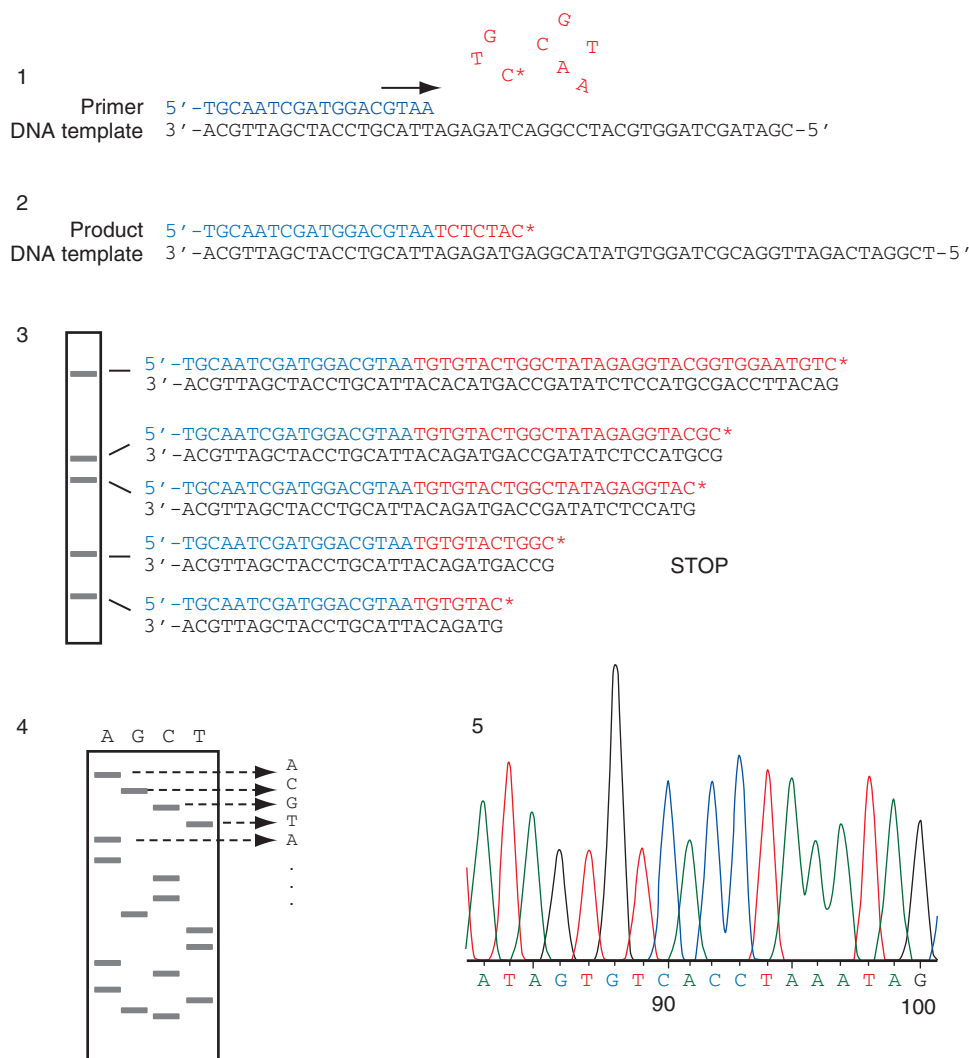 G
G
C
T
T
A
C*
A
1
Primer 5′-TGCAATCGATGGACGTAA
DNA template 3′-ACGTTAGCTACCTGCATTAGAGATCAGGCCTACGTGGATCGATAGC-5′
2
Product 5′-TGCAATCGATGGACGTAATCTCTAC*
DNA template 3′-ACGTTAGCTACCTGCATTAGAGATGAGGCATATGTGGATCGCAGGTTAGACTAGGCT-5′
3
5′-TGCAATCGATGGACGTAATGTGTACTGGCTATAGAGGTACGGTGGAATGTC*
3′-ACGTTAGCTACCTGCATTACACATGACCGATATCTCCATGCGACCTTACAG
5′-TGCAATCGATGGACGTAATGTGTACTGGCTATAGAGGTACGC*
3′-ACGTTAGCTACCTGCATTACAGATGACCGATATCTCCATGCG
5′-TGCAATCGATGGACGTAATGTGTACTGGCTATAGAGGTAC*
3′-ACGTTAGCTACCTGCATTACAGATGACCGATATCTCCATG
5′-TGCAATCGATGGACGTAATGTGTACTGGC*
3′-ACGTTAGCTACCTGCATTACAGATGACCG
STOP
5′-TGCAATCGATGGACGTAATGTGTAC*
3′-ACGTTAGCTACCTGCATTACAGATG
4
A G C T
A
C
G
T
A
.
.
.
5
A T A G T G T C A C C T A A A T A G
90 100